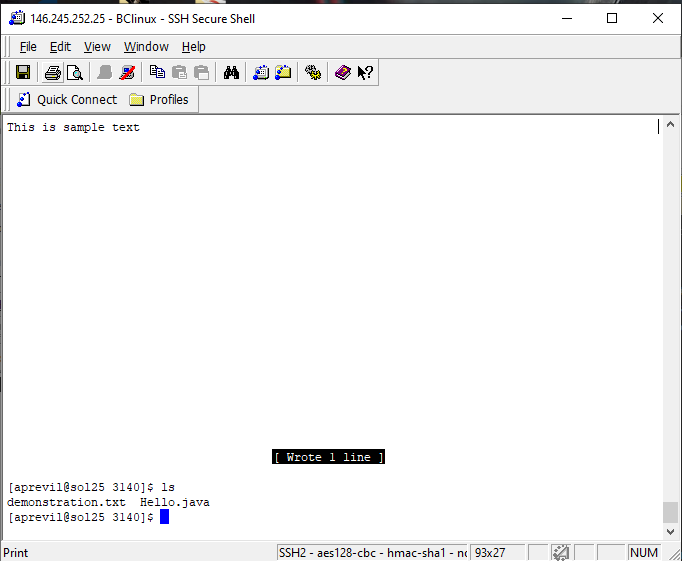 146.245.252.25 - BClinux - SSH Secure Shell
File Edit View Window Help
Quick Connect Profiles
This is sample text
[ Wrote 1 line ]
[aprevil@sol25 3140]$ ls
demonstration.txt  Hello.java
[aprevil@sol25 3140]$
Print SSH2 - aes128-cbc - hmac-sha1 - 93x27 NUM